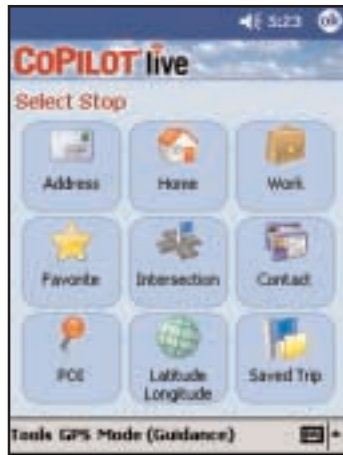 5:23 ok
CoPILOT live
Select Stop
Address Home Work
Favorite Intersection Contact
POI Latitude Longitude Saved Trip
Tools GPS Mode (Guidance)